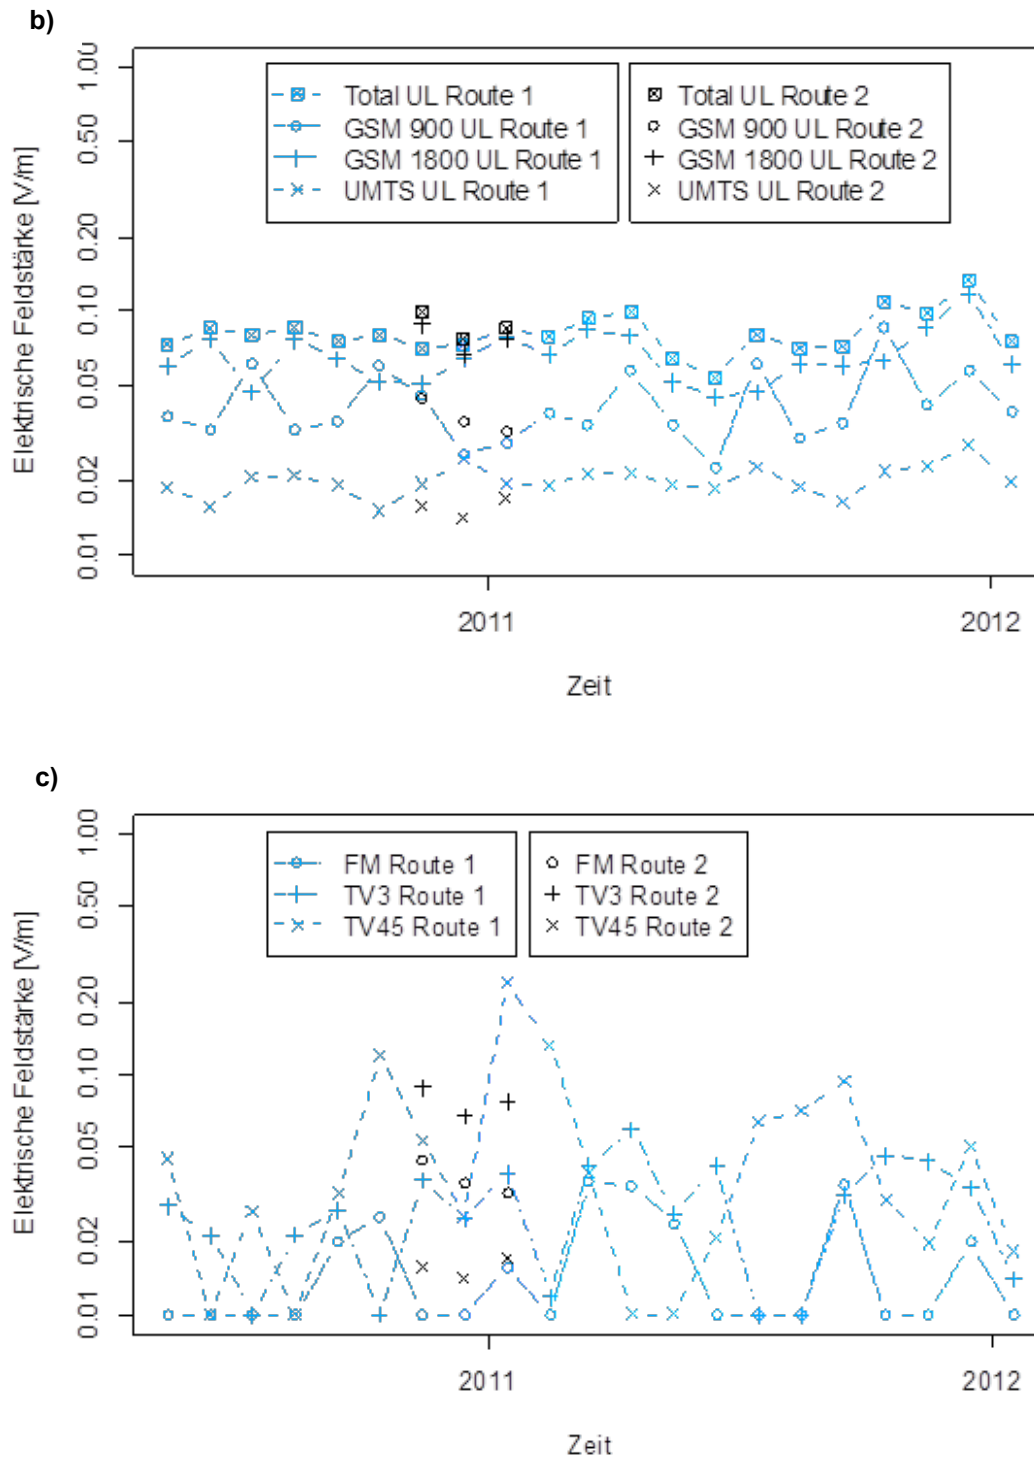 b)
Elektrische Feldstärke [V/m]
1.00
0.50
0.20
0.10
0.05
0.02
0.01
Total UL Route 1
GSM 900 UL Route 1
GSM 1800 UL Route 1
UMTS UL Route 1
Total UL Route 2
GSM 900 UL Route 2
GSM 1800 UL Route 2
UMTS UL Route 2
2011
2012
Zeit
c)
Elektrische Feldstärke [V/m]
1.00
0.50
0.20
0.10
0.05
0.02
0.01
FM Route 1
TV3 Route 1
TV45 Route 1
FM Route 2
TV3 Route 2
TV45 Route 2
2011
2012
Zeit